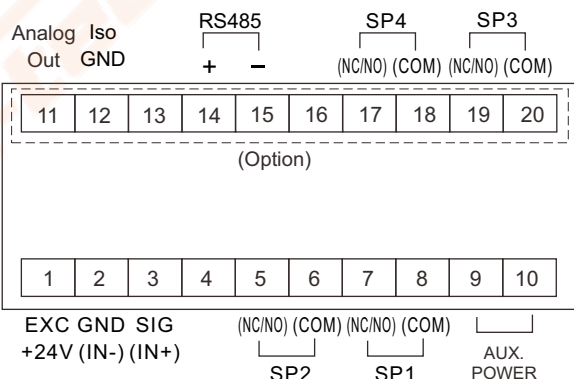 RS485 SP4 SP3
Analog Iso
Out GND + − (NC/NO) (COM) (NC/NO) (COM)
11 12 13 14 15 16 17 18 19 20
(Option)
1 2 3 4 5 6 7 8 9 10
EXC GND SIG (NC/NO) (COM) (NC/NO) (COM)
+24V (IN-) (IN+) AUX.
SP2 SP1 POWER